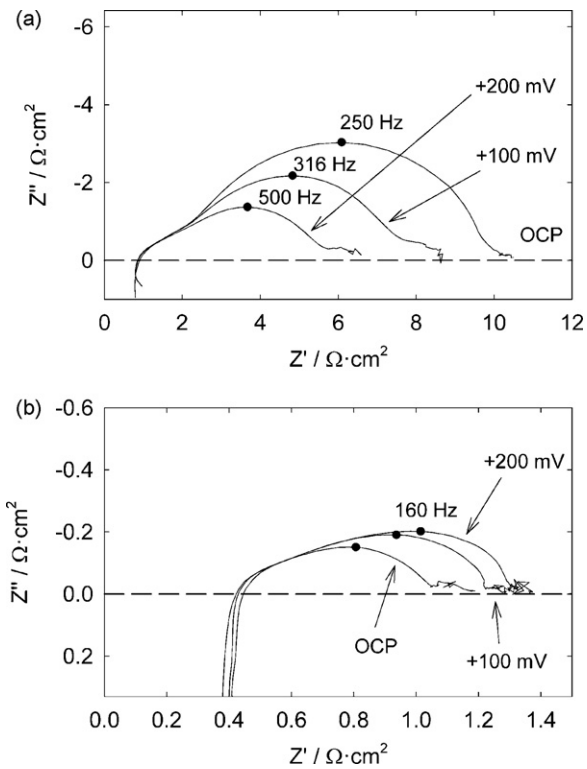 (a)
-6
-4
-2
0
Z'' / Ω·cm²
+200 mV
250 Hz
+100 mV
316 Hz
500 Hz
OCP
0 2 4 6 8 10 12
Z' / Ω·cm²
(b)
-0.6
-0.4
-0.2
0.0
0.2
Z'' / Ω·cm²
+200 mV
160 Hz
OCP
+100 mV
0.0 0.2 0.4 0.6 0.8 1.0 1.2 1.4
Z' / Ω·cm²